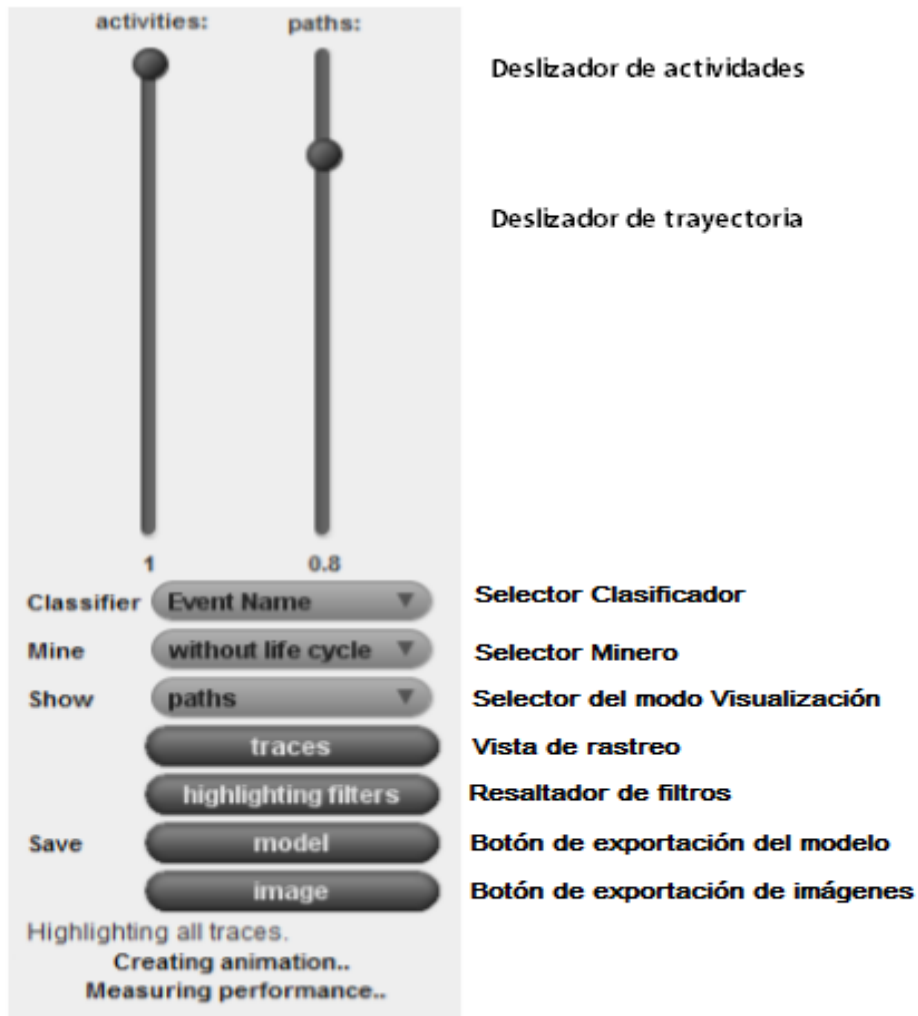 activities: paths:
Deslizador de actividades
Deslizador de trayectoria
1 0.8
Classifier Event Name Selector Clasificador
Mine without life cycle Selector Minero
Show paths Selector del modo Visualización
traces Vista de rastreo
highlighting filters Resaltador de filtros
Save model Botón de exportación del modelo
image Botón de exportación de imágenes
Highlighting all traces.
Creating animation..
Measuring performance..